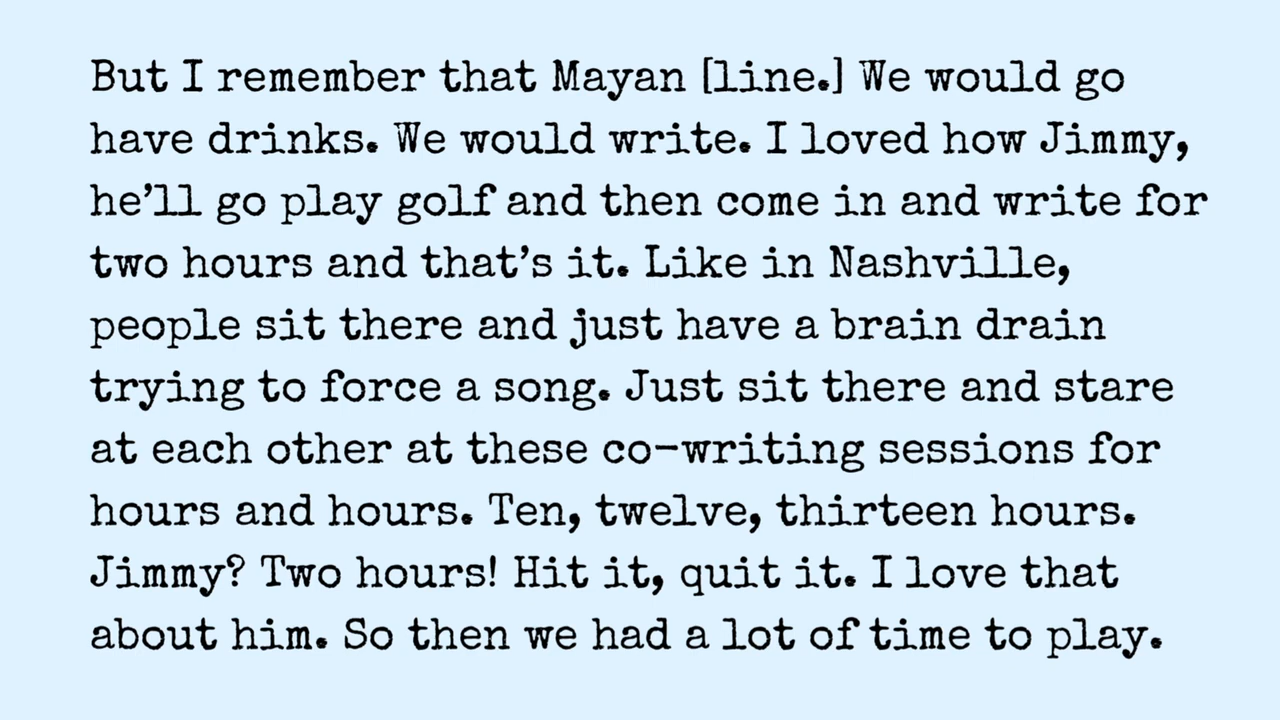 But I remember that Mayan [line.] We would go
have drinks. We would write. I loved how Jimmy,
he’ll go play golf and then come in and write for
two hours and that’s it. Like in Nashville,
people sit there and just have a brain drain
trying to force a song. Just sit there and stare
at each other at these co-writing sessions for
hours and hours. Ten, twelve, thirteen hours.
Jimmy? Two hours! Hit it, quit it. I love that
about him. So then we had a lot of time to play.